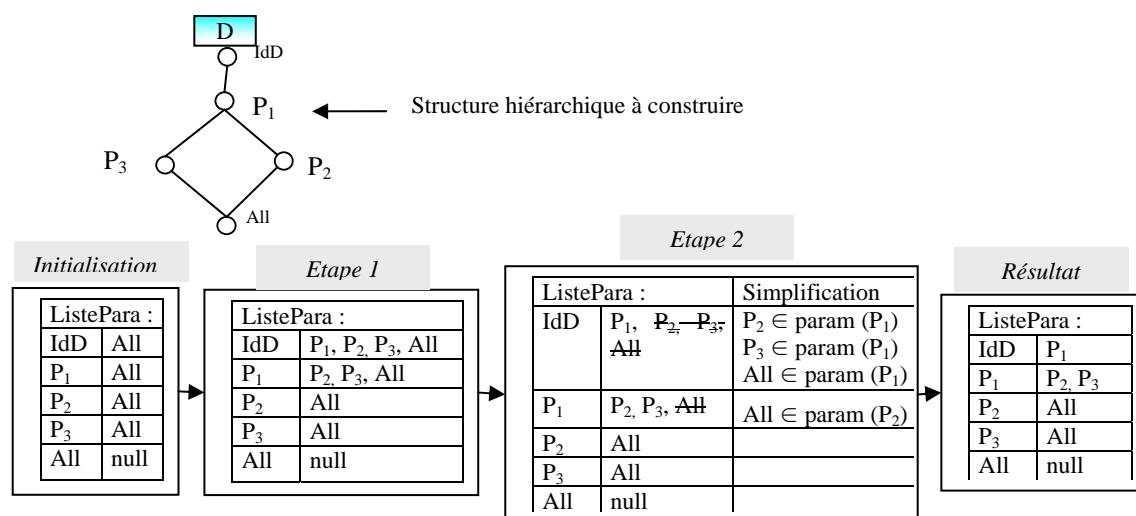 D
IdD
P1
Structure hiérarchique à construire
P3
P2
All
Initialisation
ListePara :
IdD All
P1 All
P2 All
P3 All
All null
Etape 1
ListePara :
IdD P1, P2, P3, All
P1 P2, P3, All
P2 All
P3 All
All null
Etape 2
ListePara : Simplification
IdD P1, P2, P3, P2 ∈ param (P1)
All P3 ∈ param (P1)
All ∈ param (P1)
P1 P2, P3, All All ∈ param (P2)
P2 All
P3 All
All null
Résultat
ListePara :
IdD P1
P1 P2, P3
P2 All
P3 All
All null